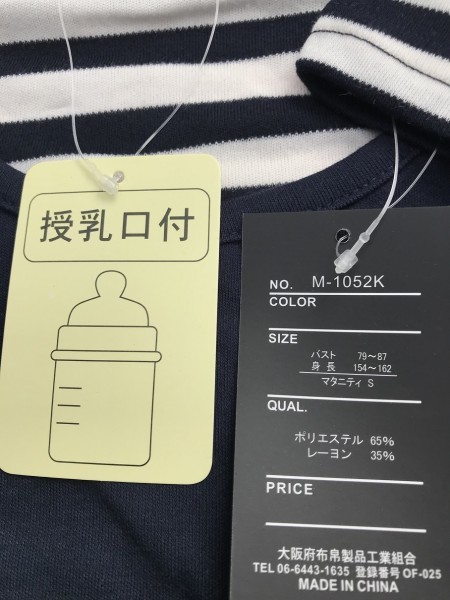 授乳口付
NO. M-1052K
COLOR
SIZE
バスト 79〜87
身長 154〜162
マタニティ S
QUAL.
ポリエステル 65%
レーヨン 35%
PRICE
大阪府布帛製品工業組合
TEL 06-6443-1635 登録番号 OF-025
MADE IN CHINA